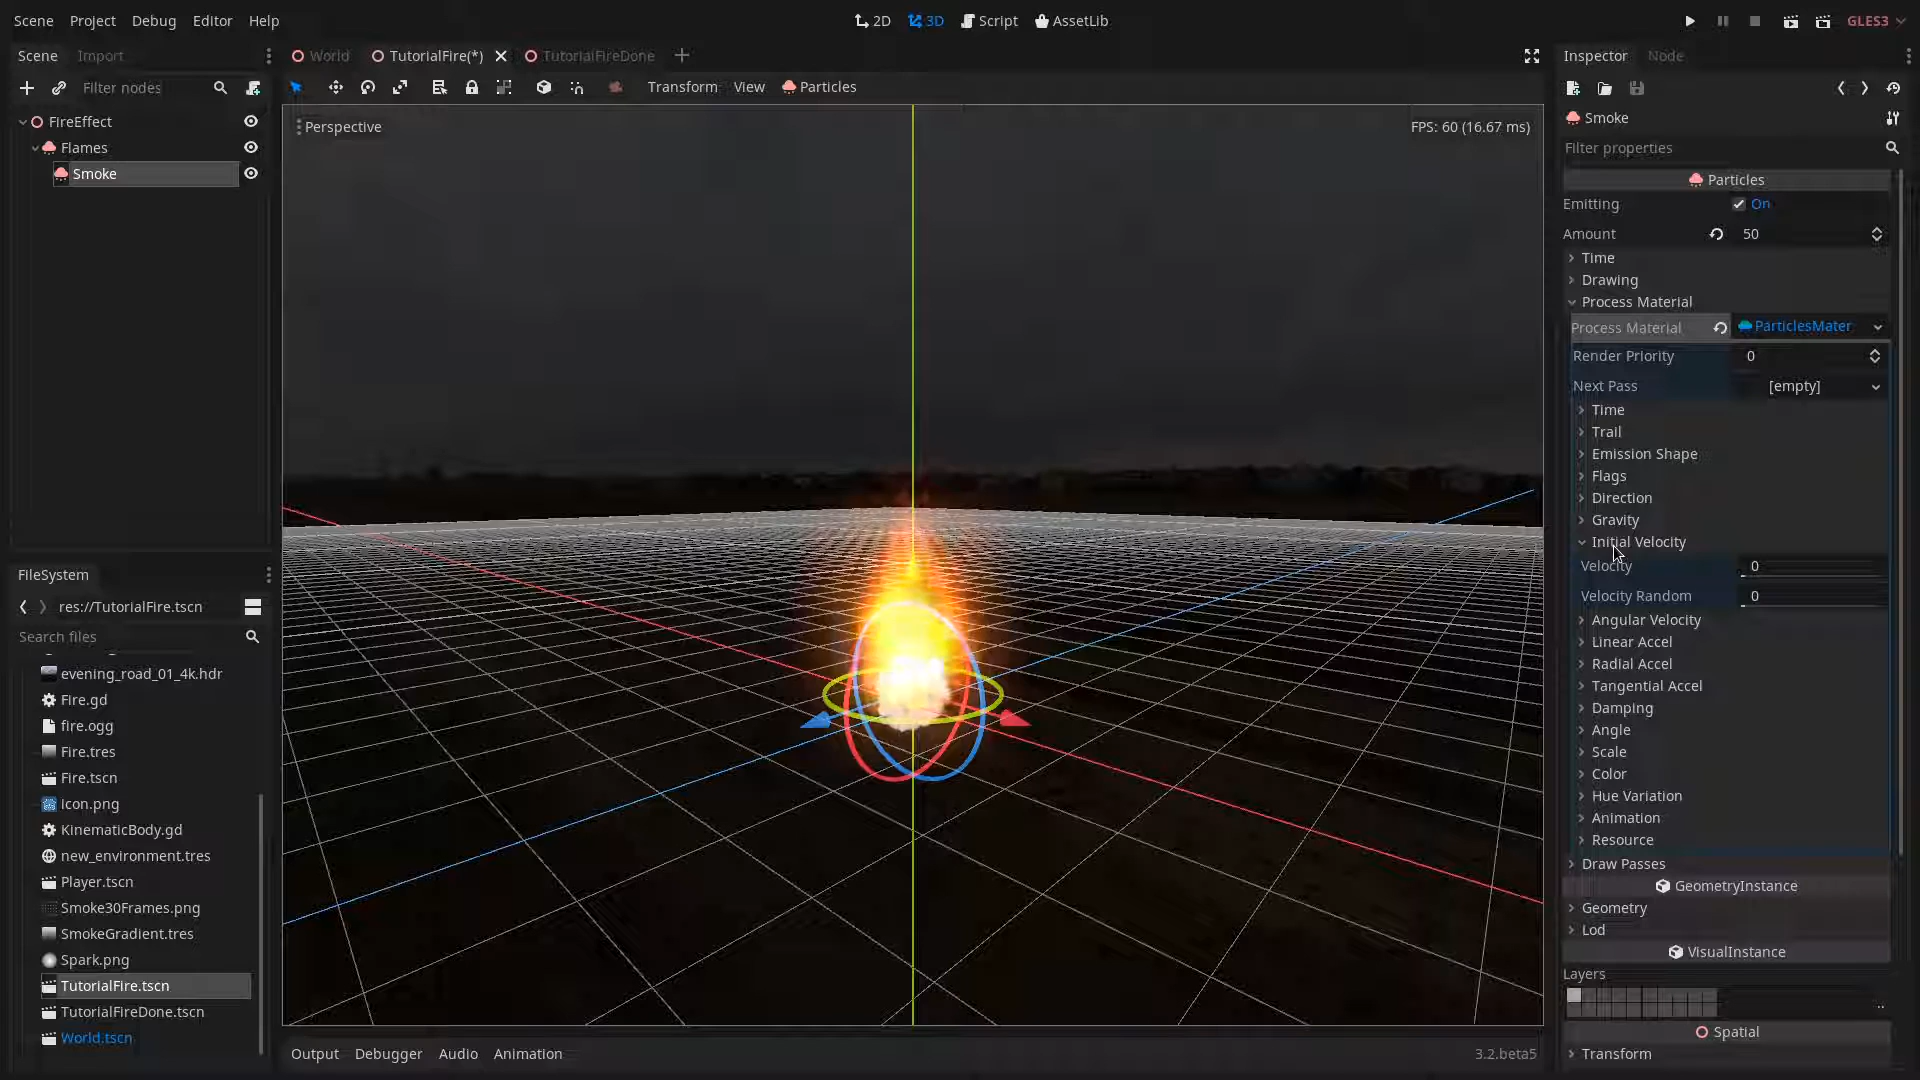 Scene Project Debug Editor Help
2D 3D Script AssetLib
GLES3
Scene Import
Filter nodes
FireEffect
Flames
Smoke
FileSystem
res://TutorialFire.tscn
Search files
evening_road_01_4k.hdr
Fire.gd
fire.ogg
Fire.tres
Fire.tscn
icon.png
KinematicBody.gd
new_environment.tres
Player.tscn
Smoke30Frames.png
SmokeGradient.tres
Spark.png
TutorialFire.tscn
TutorialFireDone.tscn
World.tscn
World TutorialFire(*) TutorialFireDone
Transform View Particles
Perspective
FPS: 60 (16.67 ms)
Output Debugger Audio Animation
3.2.beta5
Inspector Node
Smoke
Filter properties
Particles
Emitting On
Amount 50
Time
Drawing
Process Material
Process Material ParticlesMater
Render Priority 0
Next Pass [empty]
Time
Trail
Emission Shape
Flags
Direction
Gravity
Initial Velocity
Velocity 0
Velocity Random 0
Angular Velocity
Linear Accel
Radial Accel
Tangential Accel
Damping
Angle
Scale
Color
Hue Variation
Animation
Resource
Draw Passes
GeometryInstance
Geometry
Lod
VisualInstance
Layers
..
Spatial
Transform